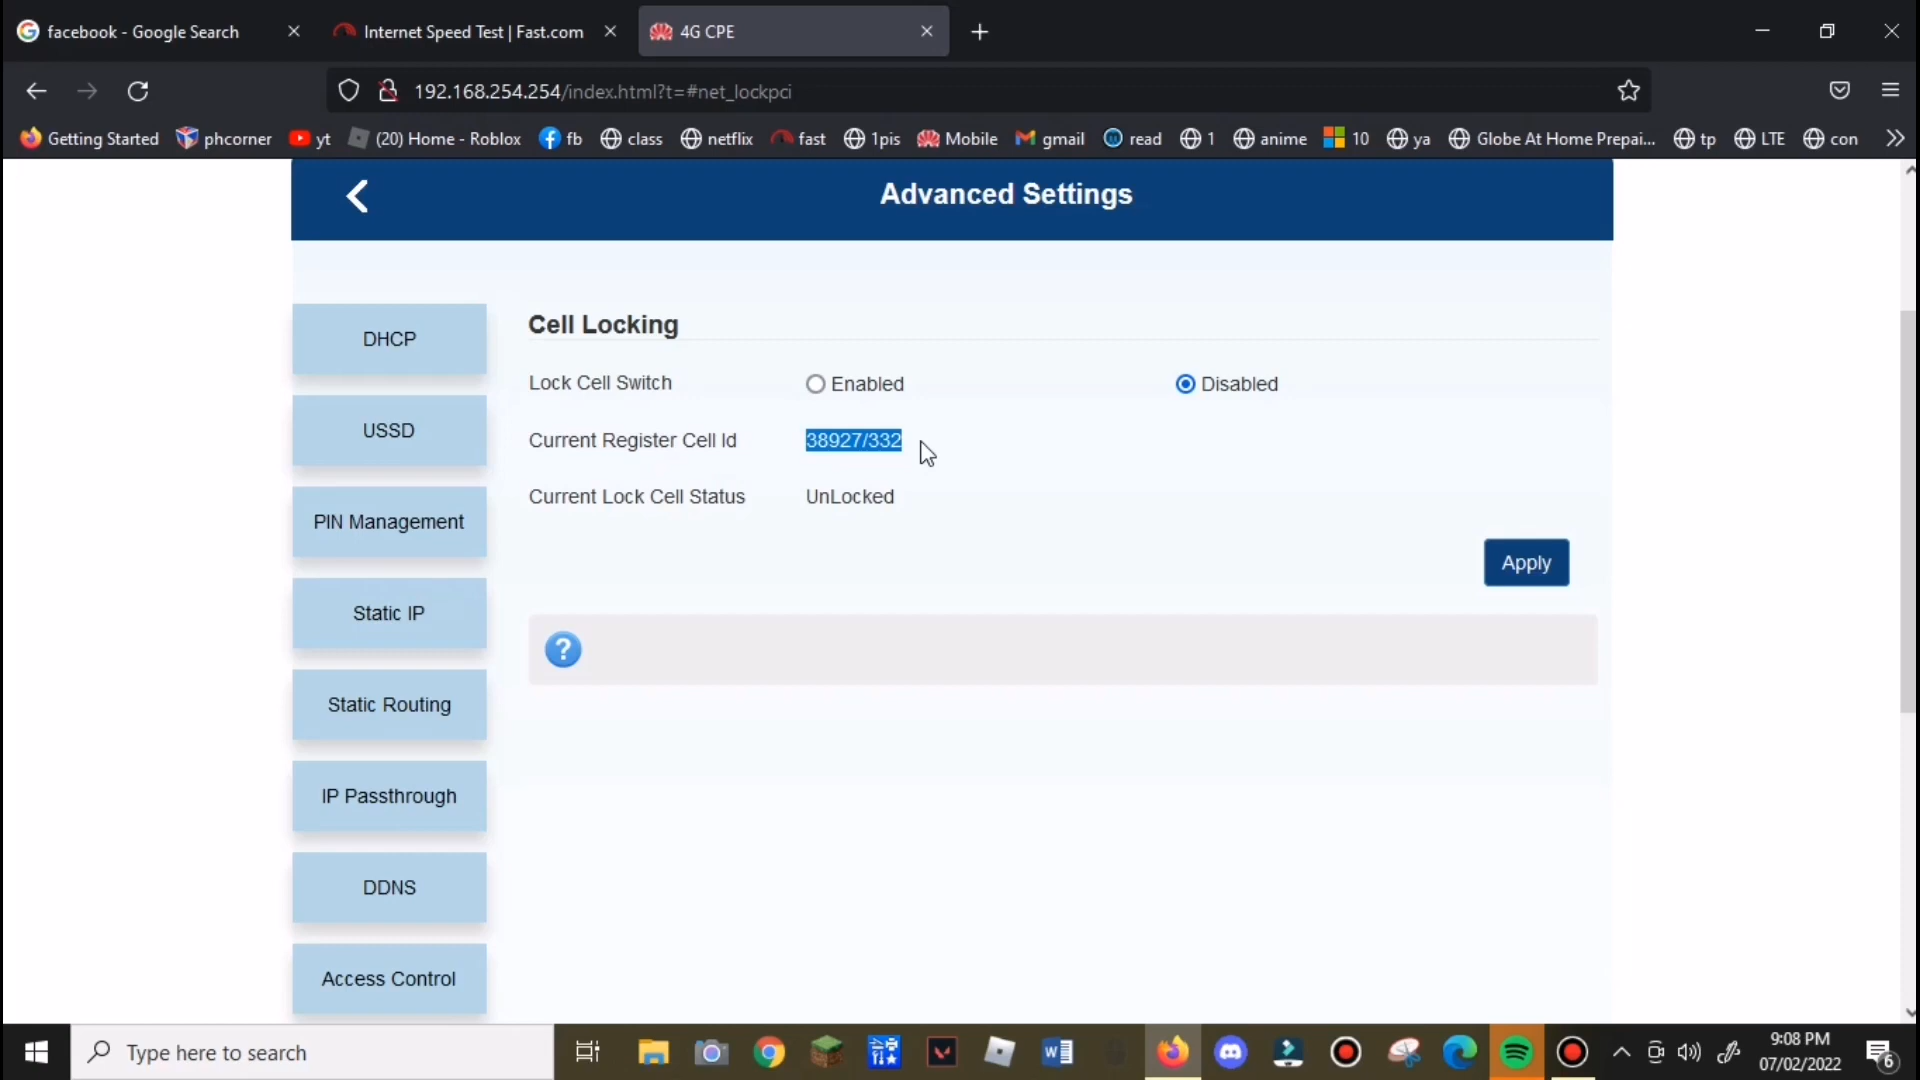 facebook - Google Search
Internet Speed Test | Fast.com
4G CPE
192.168.254.254/index.html?t=#net_lockpci
Getting Started phcorner yt (20) Home - Roblox fb class netflix fast 1pis Mobile gmail read 1 anime 10 ya Globe At Home Prepai... tp LTE con
Advanced Settings
DHCP
USSD
PIN Management
Static IP
Static Routing
IP Passthrough
DDNS
Access Control
Cell Locking
Lock Cell Switch Enabled Disabled
Current Register Cell Id 38927/332
Current Lock Cell Status UnLocked
Apply
?
Type here to search
9:08 PM
07/02/2022
6